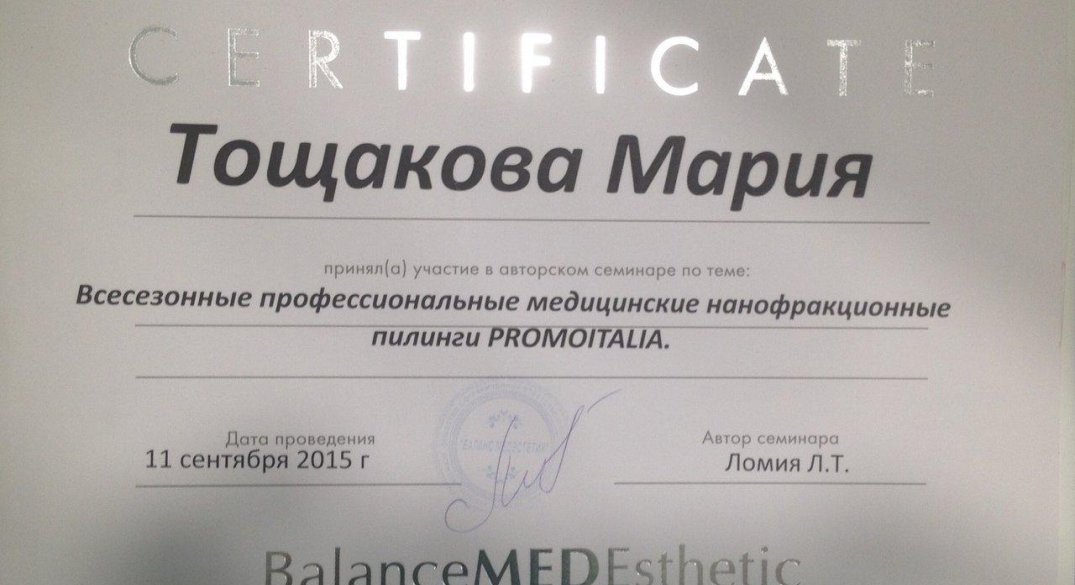 CERTIFICATE
Тощакова Мария
принял(а) участие в авторском семинаре по теме:
Всесезонные профессиональные медицинские нанофракционные
пилинги PROMOITALIA.
Дата проведения
11 сентября 2015 г
Автор семинара
Ломия Л.Т.
BalanceMEDEsthetic